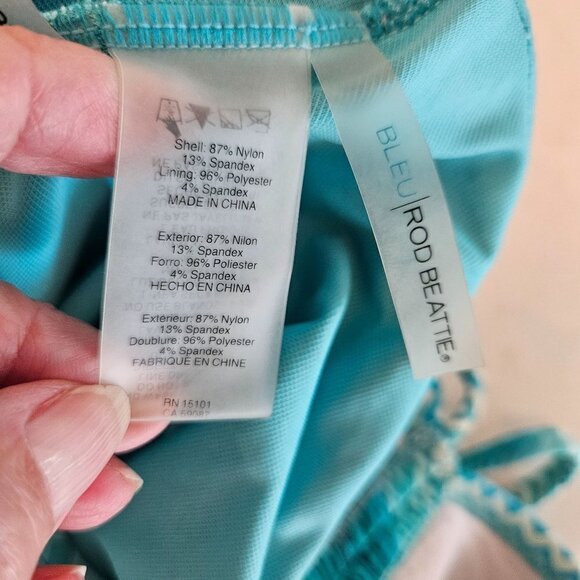 Shell: 87% Nylon
13% Spandex
Lining: 96% Polyester
4% Spandex
MADE IN CHINA
Exterior: 87% Nilon
13% Spandex
Forro: 96% Poliester
4% Spandex
HECHO EN CHINA
Exterieur: 87% Nylon
13% Spandex
Doublure: 96% Polyester
4% Spandex
FABRIQUÉ EN CHINE
RN 15101
CA 59087
BLEU | ROD BEATTIE®